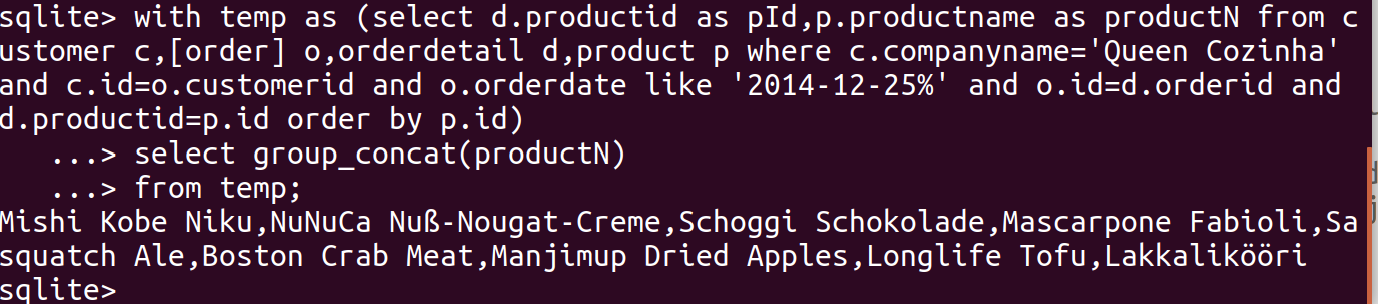 sqlite> with temp as (select d.productid as pId,p.productname as productN from c
ustomer c,[order] o,orderdetail d,product p where c.companyname='Queen Cozinha'
and c.id=o.customerid and o.orderdate like '2014-12-25%' and o.id=d.orderid and
d.productid=p.id order by p.id)
   ...> select group_concat(productN)
   ...> from temp;
Mishi Kobe Niku,NuNuCa Nuß-Nougat-Creme,Schoggi Schokolade,Mascarpone Fabioli,Sa
squatch Ale,Boston Crab Meat,Manjimup Dried Apples,Longlife Tofu,Lakkalikööri
sqlite>